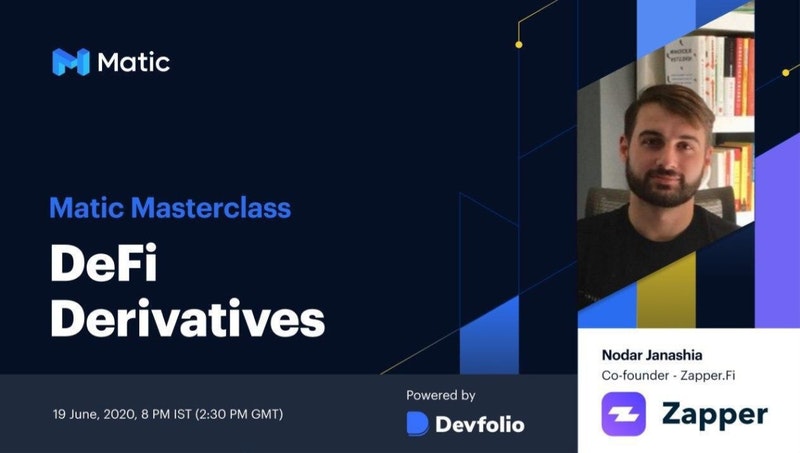 Matic
Matic Masterclass
DeFi
Derivatives
19 June, 2020, 8 PM IST (2:30 PM GMT)
Powered by
Devfolio
Nodar Janashia
Co-founder - Zapper.Fi
Zapper